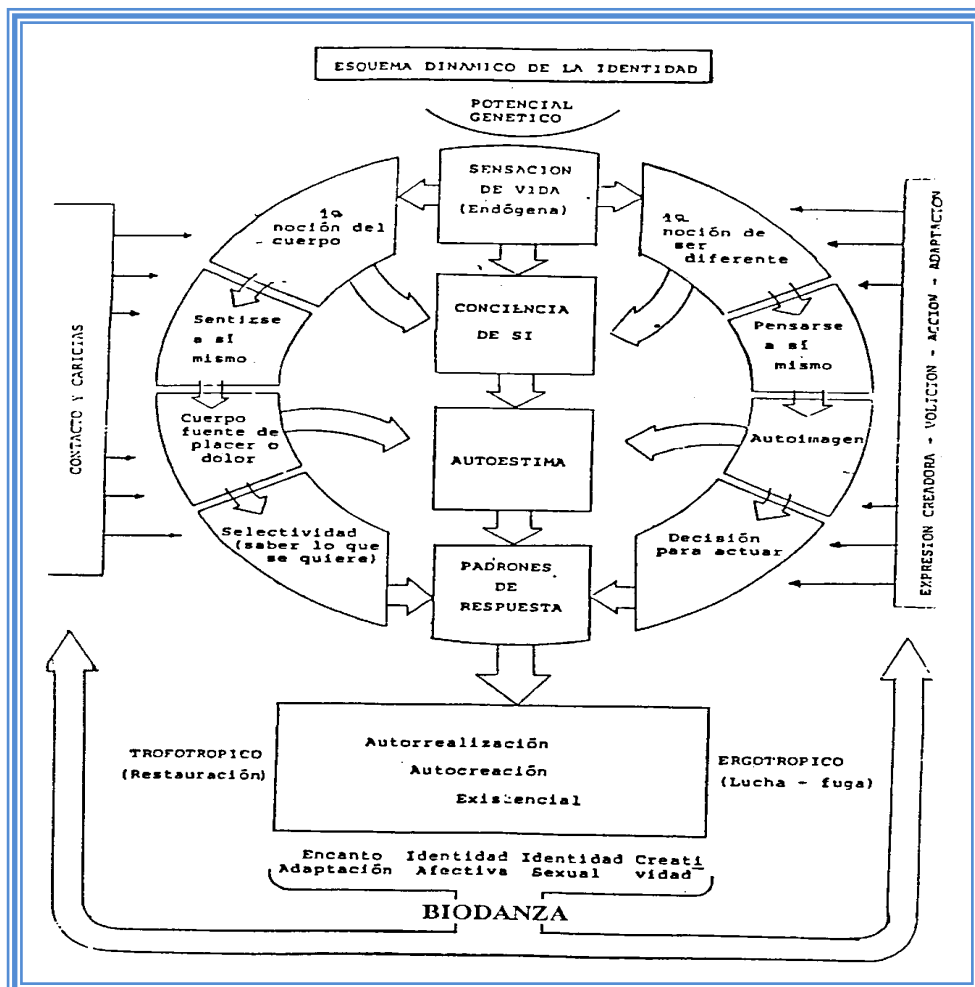 ESQUEMA DINAMICO DE LA IDENTIDAD
POTENCIAL
GENETICO
SENSACION
DE VIDA
(Endógena)
1ª
noción del
cuerpo
1ª
noción de
ser
diferente
CONCIÉNCIA
DE SI
Sentirse
a sí
mismo
Pensarse
a sí
mismo
Cuerpo
fuente de
placer o
dolor
AUTOESTIMA
Autoimagen
Selectividad
(saber lo que
se quiere)
Decisión
para actuar
PADRONES
DE
RESPUESTA
CONTACTO Y CARICIAS
EXPRESION CREADORA - VOLICION - ACCION - ADAPTACION
TROFOTROPICO
(Restauración)
Autorrealización
Autocreación
Existencial
ERGOTROPICO
(Lucha - fuga)
Encanto Identidad Identidad Creati
Adaptación Afectiva Sexual vidad
BIODANZA